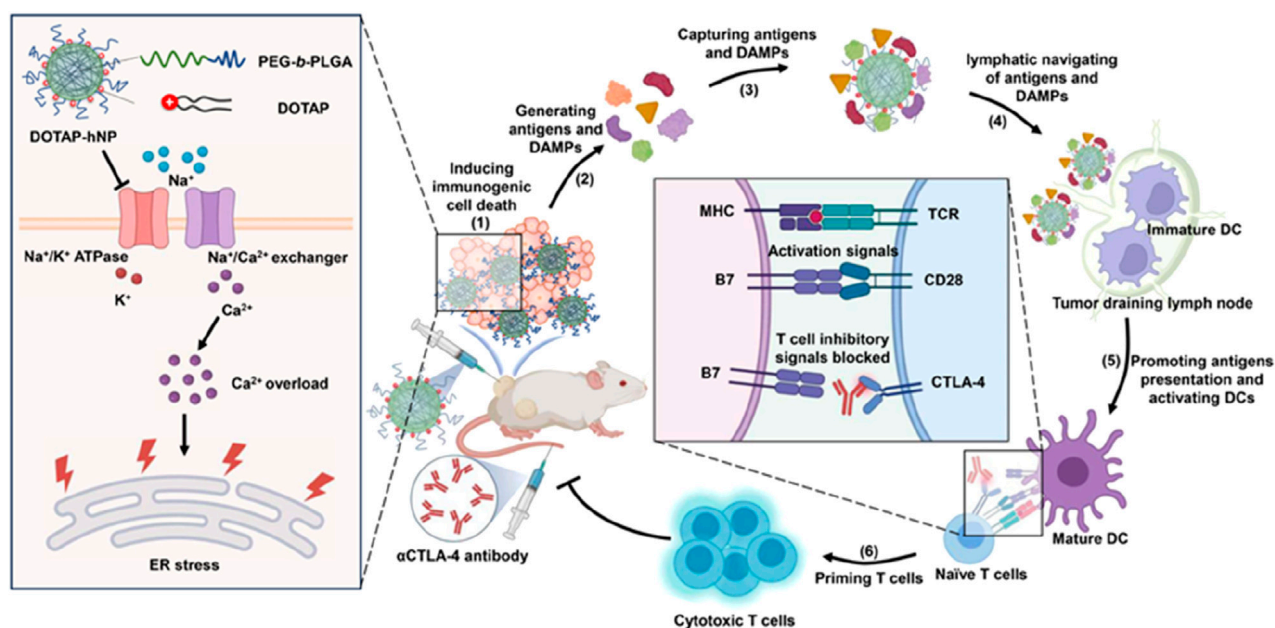 PEG-b-PLGA
DOTAP
DOTAP-hNP
Na⁺
Na⁺/K⁺ ATPase
Na⁺/Ca²⁺ exchanger
K⁺
Ca²⁺
Ca²⁺ overload
ER stress
Inducing
immunogenic
cell death
(1)
Generating
antigens and
DAMPs
(2)
Capturing antigens
and DAMPs
(3)
lymphatic navigating
of antigens and
DAMPs
(4)
Immature DC
Tumor draining lymph node
(5)
Promoting antigens
presentation and
activating DCs
Mature DC
MHC
TCR
Activation signals
B7
CD28
T cell inhibitory
signals blocked
B7
CTLA-4
Naïve T cells
(6)
Priming T cells
Cytotoxic T cells
αCTLA-4 antibody